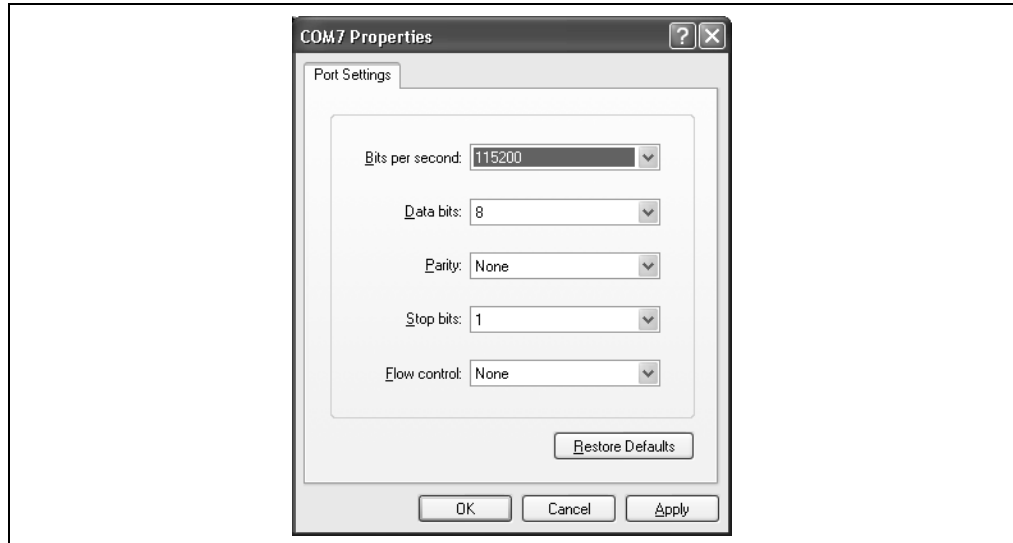 COM7 Properties
Port Settings
Bits per second: 115200
Data bits: 8
Parity: None
Stop bits: 1
Flow control: None
Restore Defaults
OK Cancel Apply